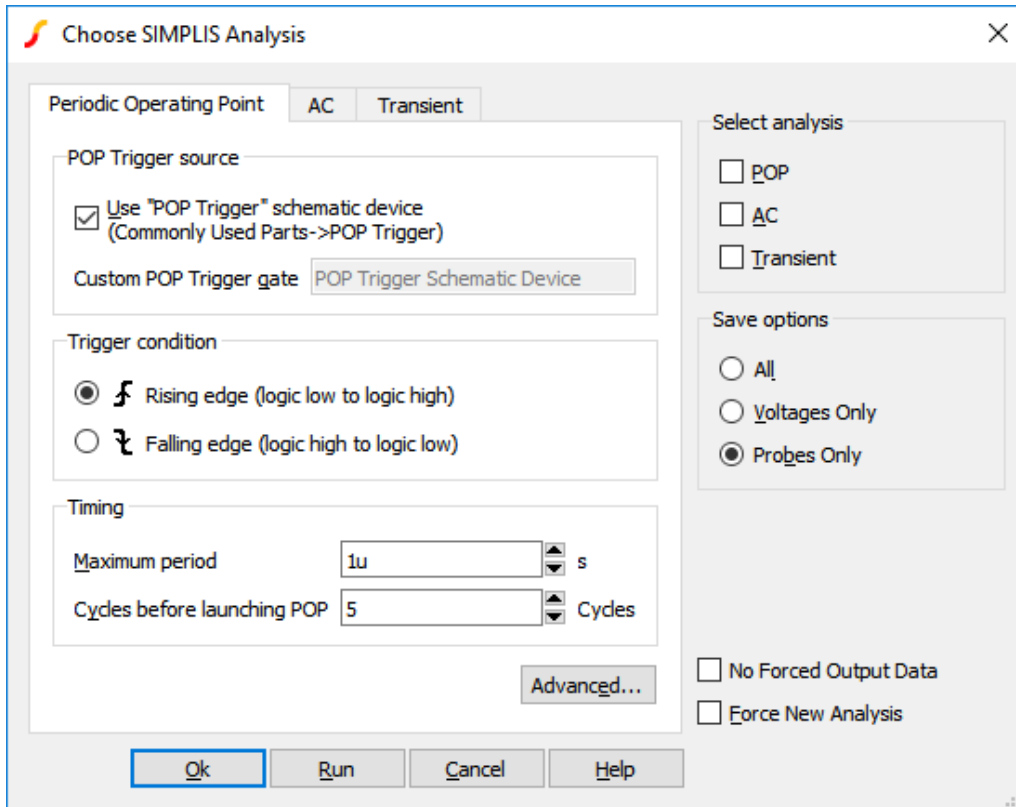 Choose SIMPLIS Analysis
Periodic Operating Point
AC
Transient
POP Trigger source
Use "POP Trigger" schematic device
(Commonly Used Parts->POP Trigger)
Custom POP Trigger gate
POP Trigger Schematic Device
Trigger condition
Rising edge (logic low to logic high)
Falling edge (logic high to logic low)
Timing
Maximum period
1u
s
Cycles before launching POP
5
Cycles
Advanced...
Select analysis
POP
AC
Transient
Save options
All
Voltages Only
Probes Only
No Forced Output Data
Force New Analysis
Ok
Run
Cancel
Help